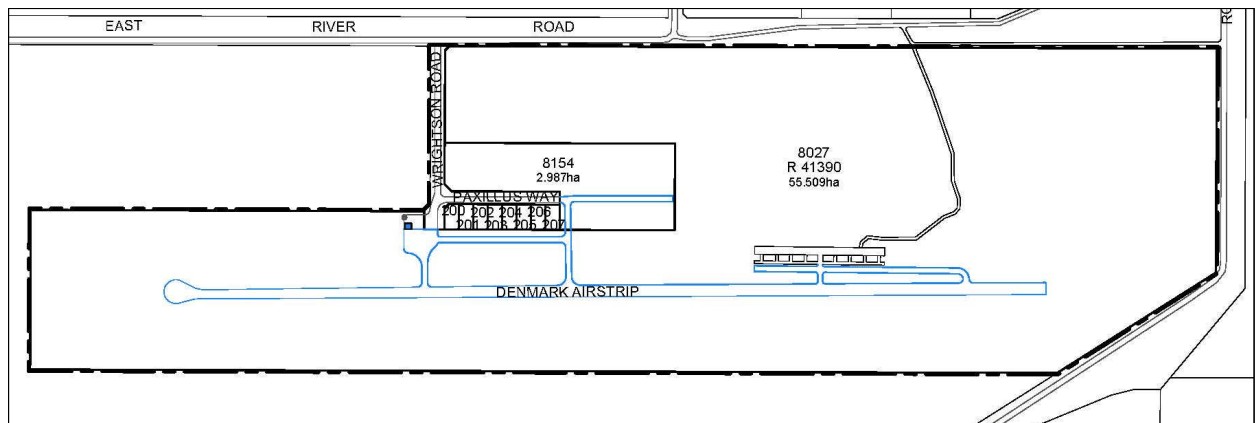 EAST RIVER ROAD
WRIGHTSON ROAD
8154
2.987ha
8027
R 41390
55.509ha
PAXILLUS WAY
200 202 204 206
201 203 205 207
DENMARK AIRSTRIP